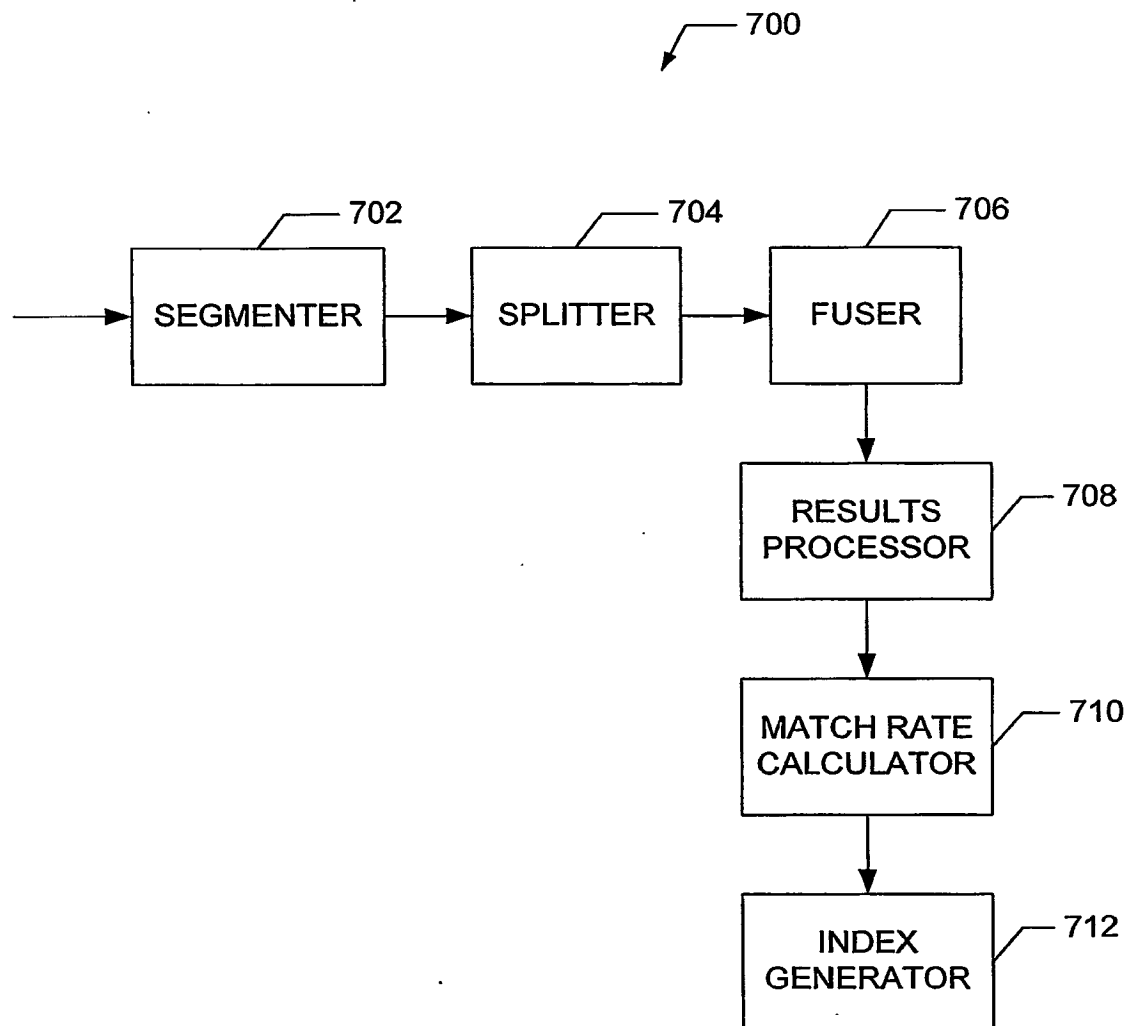 700
702
704
706
SEGMENTER
SPLITTER
FUSER
RESULTS
PROCESSOR
708
MATCH RATE
CALCULATOR
710
INDEX
GENERATOR
712